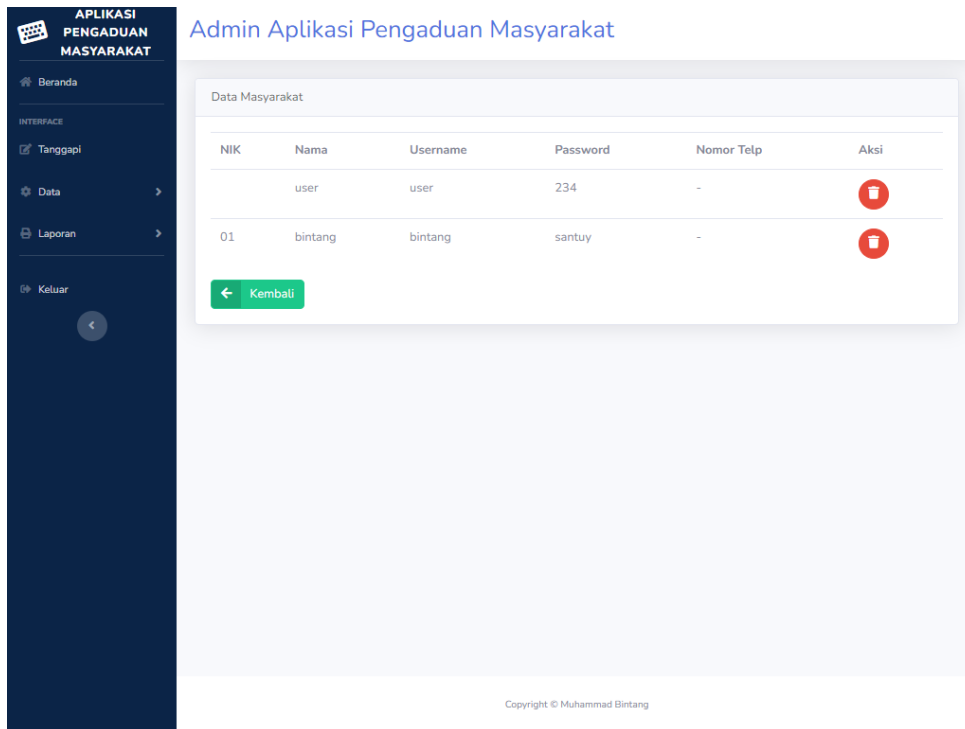 APLIKASI
PENGADUAN
MASYARAKAT
Beranda
INTERFACE
Tanggapi
Data
Laporan
Keluar
Admin Aplikasi Pengaduan Masyarakat
Data Masyarakat
NIK Nama Username Password Nomor Telp Aksi
user user 234 -
01 bintang bintang santuy -
Kembali
Copyright © Muhammad Bintang